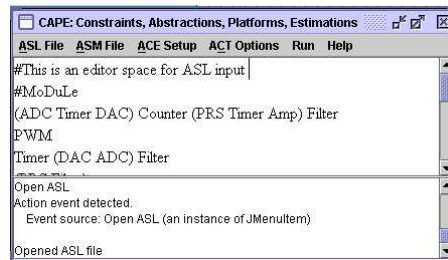 CAPE: Constraints, Abstractions, Platforms, Estimations
ASL File ASM File ACE Setup ACT Options Run Help
#This is an editor space for ASL input
#MoDuLe
(ADC Timer DAC) Counter (PRS Timer Amp) Filter
PWM
Timer (DAC ADC) Filter
Open ASL
Action event detected.
Event source: Open ASL (an instance of JMenuItem)
Opened ASL file